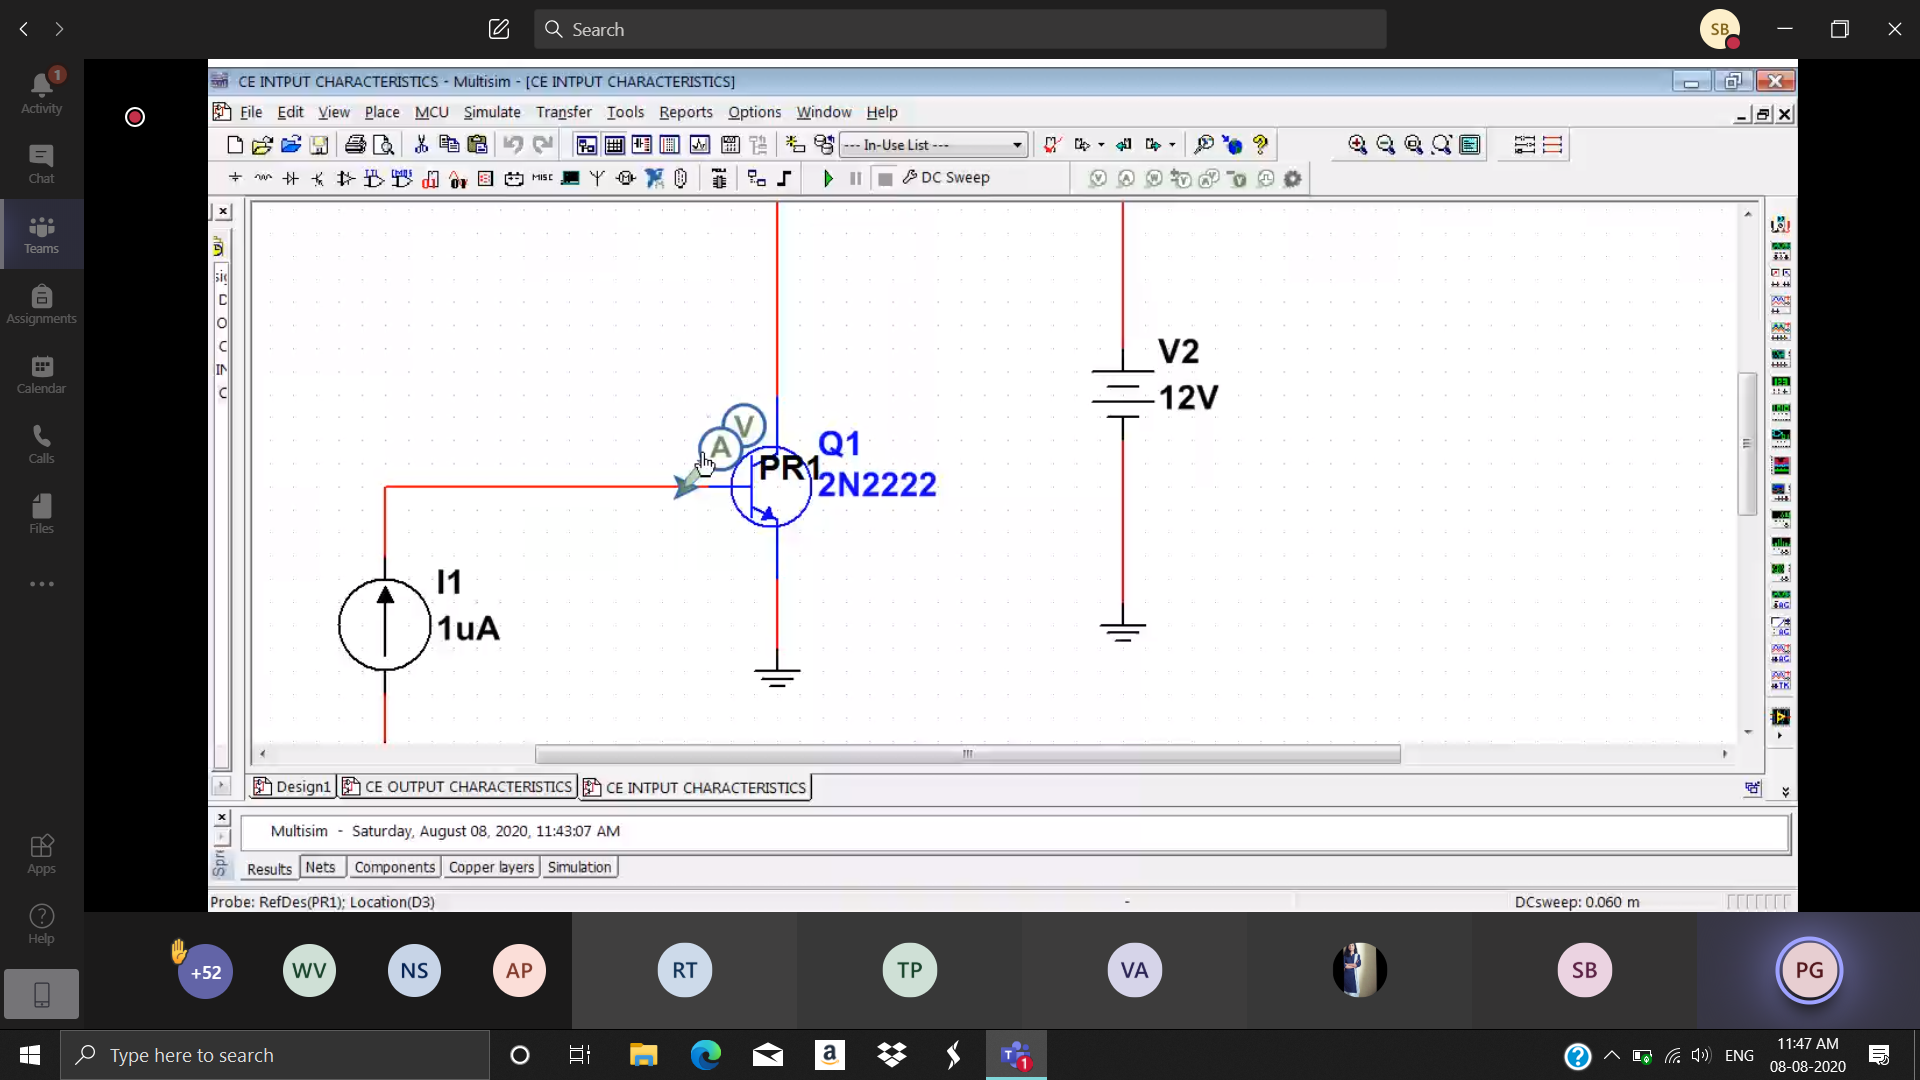 Search
SB
Activity
1
Chat
Teams
Assignments
Calendar
Calls
Files
Apps
Help
CE INTPUT CHARACTERISTICS - Multisim - [CE INTPUT CHARACTERISTICS]
File Edit View Place MCU Simulate Transfer Tools Reports Options Window Help
--- In-Use List ---
MISC
DC Sweep
V2
12V
V
A
PR1
Q1
2N2222
I1
1uA
Design1 CE OUTPUT CHARACTERISTICS CE INTPUT CHARACTERISTICS
Multisim - Saturday, August 08, 2020, 11:43:07 AM
Results Nets Components Copper layers Simulation
Probe: RefDes(PR1); Location(D3) - DCsweep: 0.060 m
+52 WV NS AP RT TP VA SB PG
Type here to search
ENG
11:47 AM
08-08-2020